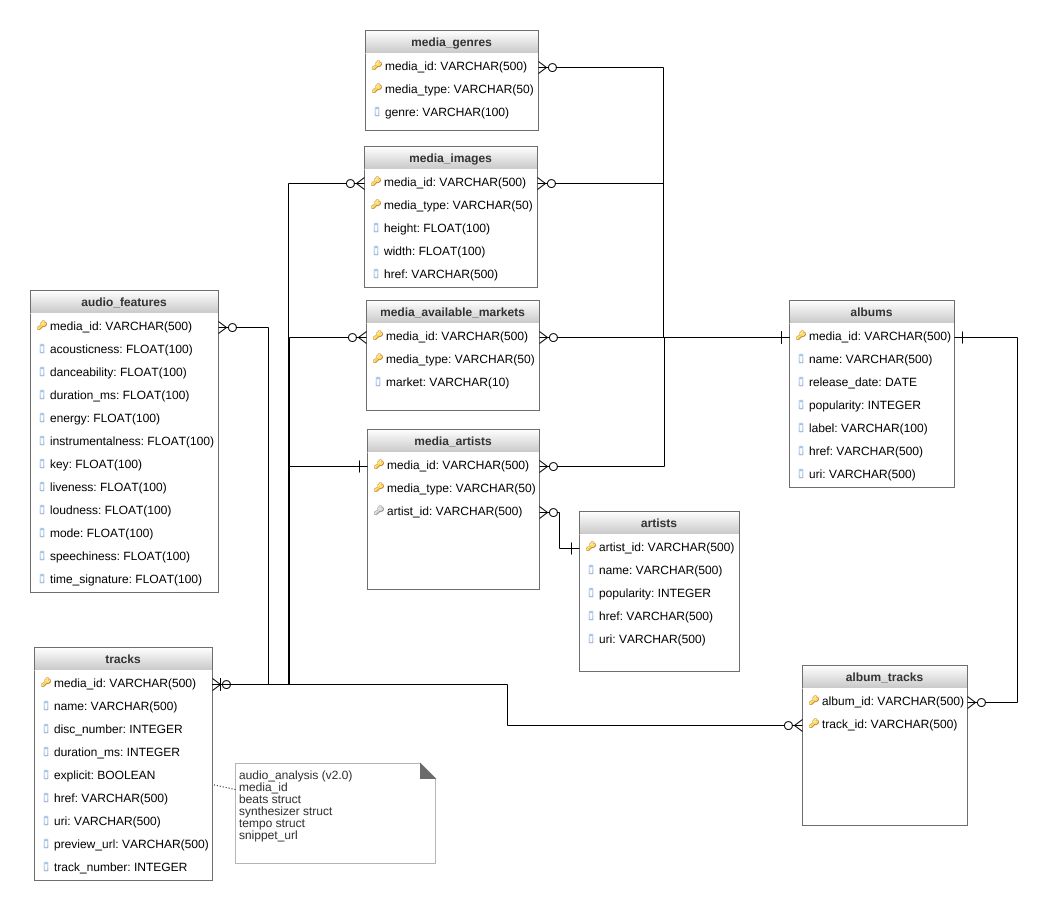 media_genres
media_id: VARCHAR(500)
media_type: VARCHAR(50)
genre: VARCHAR(100)
media_images
media_id: VARCHAR(500)
media_type: VARCHAR(50)
height: FLOAT(100)
width: FLOAT(100)
href: VARCHAR(500)
audio_features
media_id: VARCHAR(500)
acousticness: FLOAT(100)
danceability: FLOAT(100)
duration_ms: FLOAT(100)
energy: FLOAT(100)
instrumentalness: FLOAT(100)
key: FLOAT(100)
liveness: FLOAT(100)
loudness: FLOAT(100)
mode: FLOAT(100)
speechiness: FLOAT(100)
time_signature: FLOAT(100)
media_available_markets
media_id: VARCHAR(500)
media_type: VARCHAR(50)
market: VARCHAR(10)
albums
media_id: VARCHAR(500)
name: VARCHAR(500)
release_date: DATE
popularity: INTEGER
label: VARCHAR(100)
href: VARCHAR(500)
uri: VARCHAR(500)
media_artists
media_id: VARCHAR(500)
media_type: VARCHAR(50)
artist_id: VARCHAR(500)
artists
artist_id: VARCHAR(500)
name: VARCHAR(500)
popularity: INTEGER
href: VARCHAR(500)
uri: VARCHAR(500)
tracks
media_id: VARCHAR(500)
name: VARCHAR(500)
disc_number: INTEGER
duration_ms: INTEGER
explicit: BOOLEAN
href: VARCHAR(500)
uri: VARCHAR(500)
preview_url: VARCHAR(500)
track_number: INTEGER
audio_analysis (v2.0)
media_id
beats struct
synthesizer struct
tempo struct
snippet_url
album_tracks
album_id: VARCHAR(500)
track_id: VARCHAR(500)